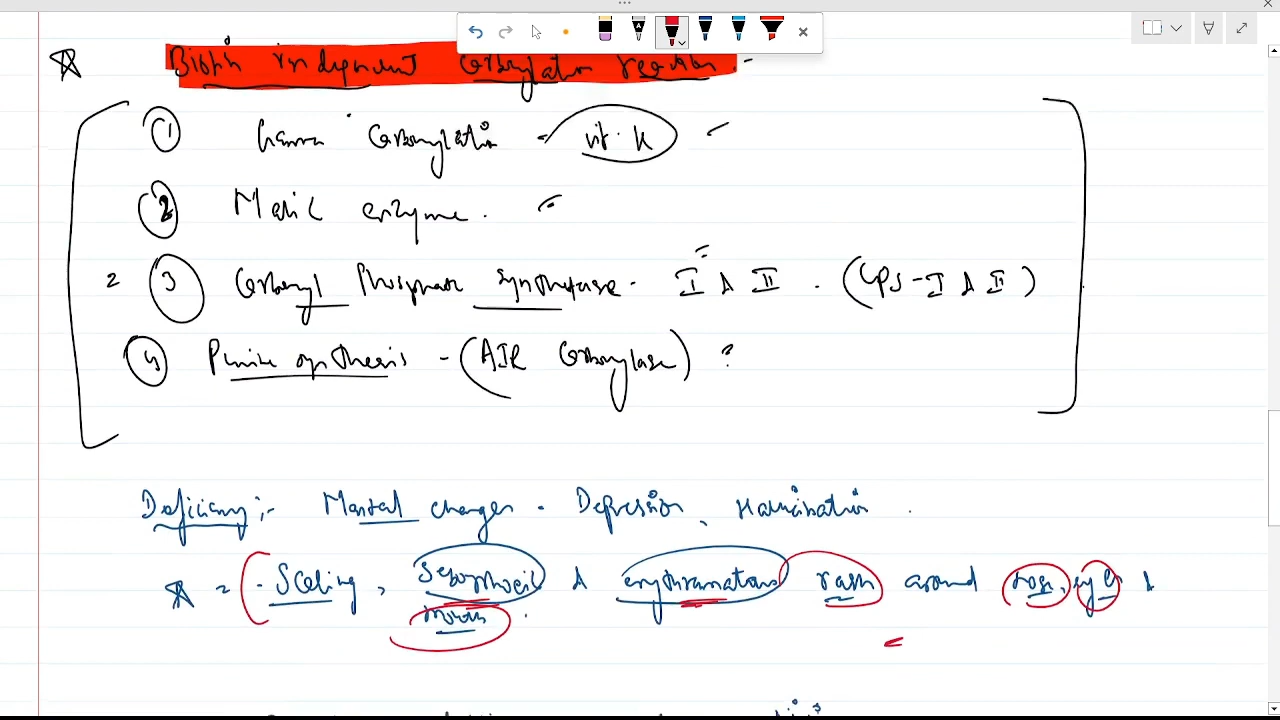 Biotin independent Carboxylation reaction -
① Gamma Carboxylation - vit. K
② Malic enzyme.
③ Carbamoyl Phosphate Synthetase - I & II . (CPS - I & II)
④ Purine synthesis - (AIR Carboxylase)
Deficiency :- Mental changes - Depression, Hallucination.
- Scaling, Seborrhoeic & erythematous rash around nose, eye &
mouth.